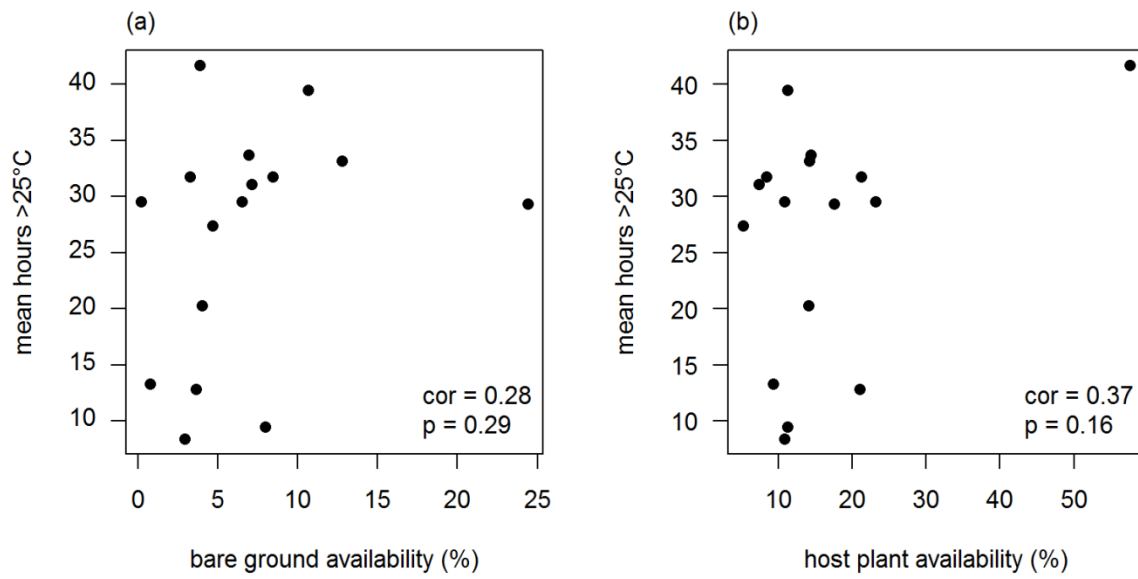 (a)
mean hours >25°C
40
35
30
25
20
15
10
cor = 0.28
p = 0.29
0 5 10 15 20 25
bare ground availability (%)
(b)
mean hours >25°C
40
35
30
25
20
15
10
cor = 0.37
p = 0.16
10 20 30 40 50
host plant availability (%)